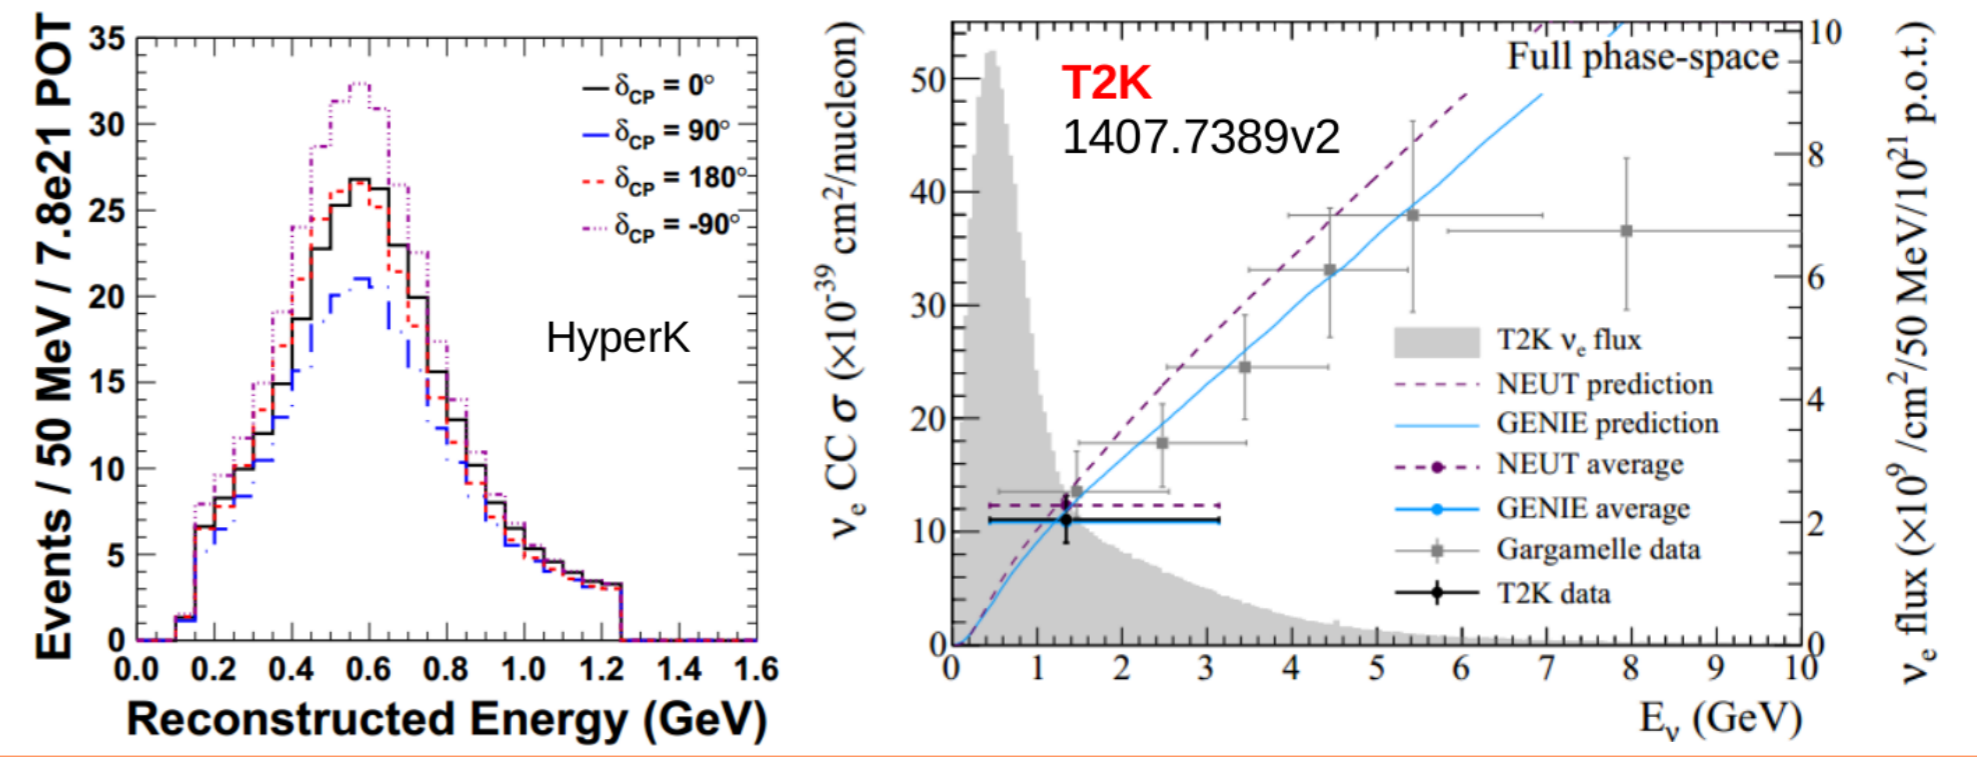 Events / 50 MeV / 7.8e21 POT
35
30
25
20
15
10
5
0
δCP = 0°
δCP = 90°
δCP = 180°
δCP = -90°
HyperK
0.0 0.2 0.4 0.6 0.8 1.0 1.2 1.4 1.6
Reconstructed Energy (GeV)
νe CC σ (×10-39 cm2/nucleon)
50
40
30
20
10
0
T2K
1407.7389v2
Full phase-space
T2K νe flux
NEUT prediction
GENIE prediction
NEUT average
GENIE average
Gargamelle data
T2K data
10
8
6
4
2
0
0 1 2 3 4 5 6 7 8 9 10
Eν (GeV)
νe flux (×109 /cm2/50 MeV/1021 p.o.t.)